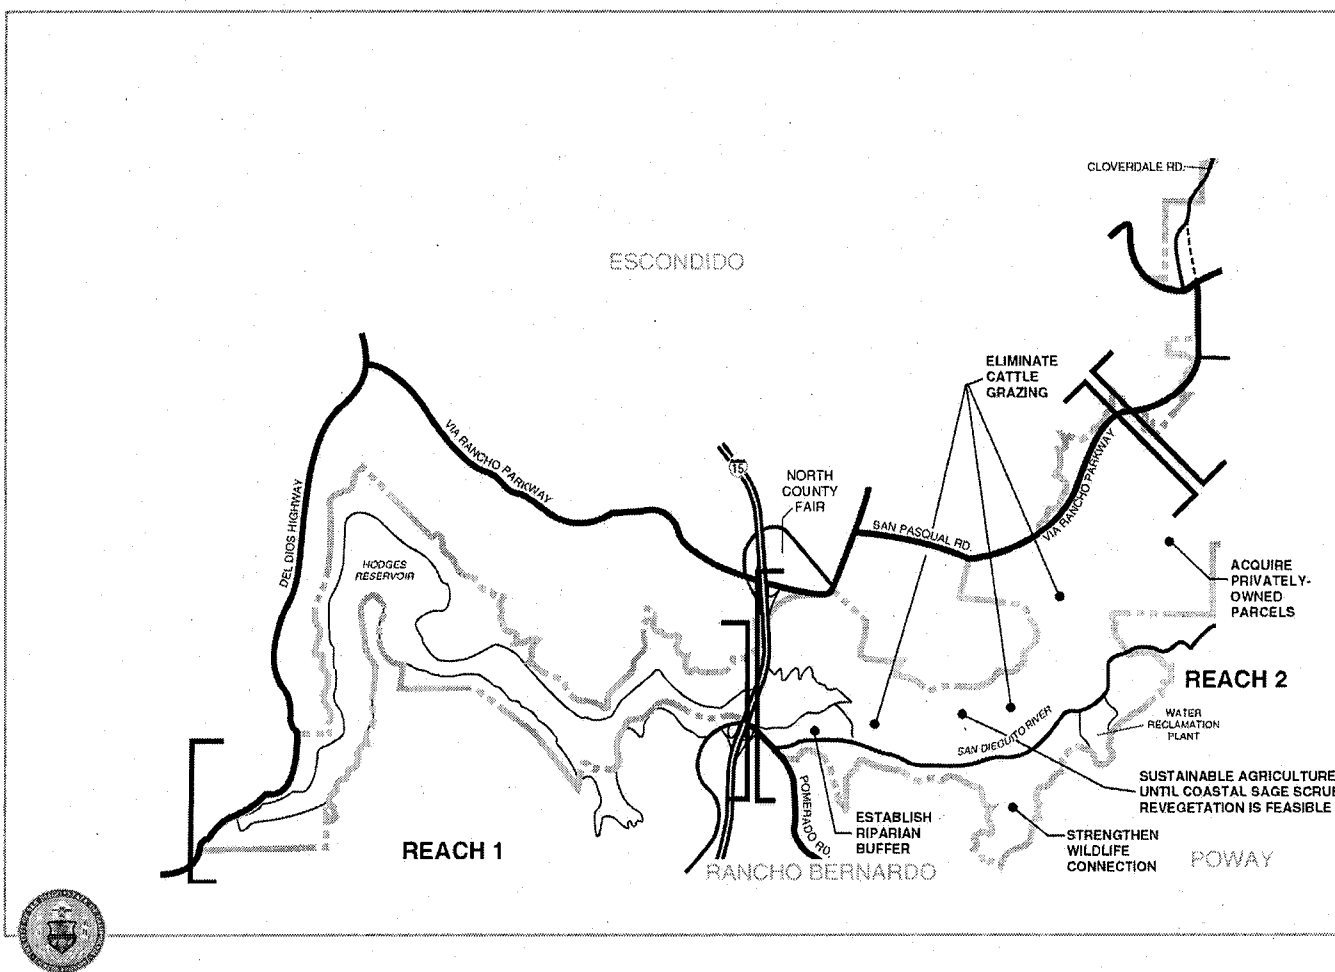 CLOVERDALE RD.
ESCONDIDO
ELIMINATE
CATTLE
GRAZING
VIA RANCHO PARKWAY
DEL DIOS HIGHWAY
15
NORTH
COUNTY
FAIR
SAN PASQUAL RD.
VIA RANCHO PARKWAY
HODGES
RESERVOIR
ACQUIRE
PRIVATELY-
OWNED
PARCELS
REACH 2
WATER
RECLAMATION
PLANT
SAN DIEGUITO RIVER
SUSTAINABLE AGRICULTURE
UNTIL COASTAL SAGE SCRUB
REVEGETATION IS FEASIBLE
ESTABLISH
RIPARIAN
BUFFER
POMERADO RD.
STRENGTHEN
WILDLIFE
CONNECTION
REACH 1
RANCHO BERNARDO
POWAY